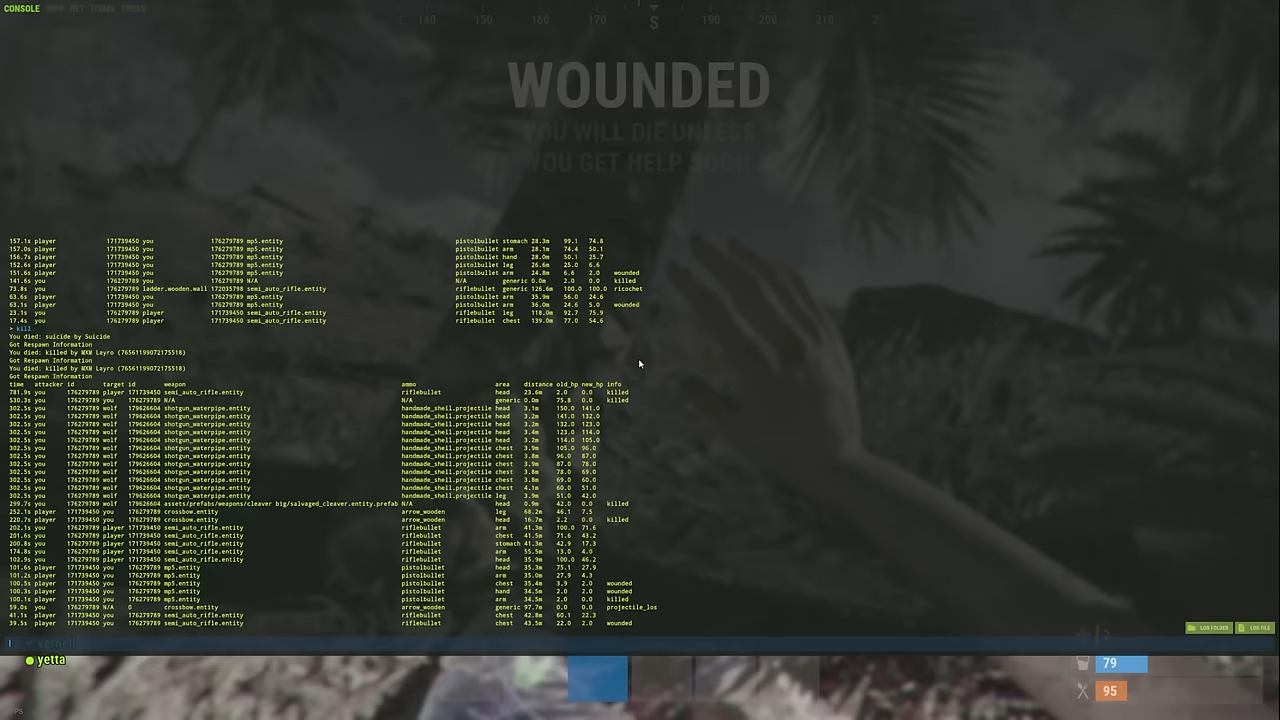 CONSOLE
140 150 160 170 S 190 200 210 2
WOUNDED
YOU WILL DIE UNLESS
YOU GET HELP SOON
157.1s player 171739450 you 176279789 mp5.entity pistolbullet stomach 28.3m 99.1 74.8
157.0s player 171739450 you 176279789 mp5.entity pistolbullet arm 28.1m 74.4 50.1
156.7s player 171739450 you 176279789 mp5.entity pistolbullet hand 28.0m 50.1 25.7
152.6s player 171739450 you 176279789 mp5.entity pistolbullet leg 26.6m 25.0 6.6
151.6s player 171739450 you 176279789 mp5.entity pistolbullet arm 24.8m 6.6 2.0 wounded
141.6s you 176279789 you 176279789 N/A N/A generic 0.0m 2.0 0.0 killed
73.8s you 176279789 ladder.wooden.wall 172035798 semi_auto_rifle.entity riflebullet generic 126.6m 100.0 100.0 ricochet
63.6s player 171739450 you 176279789 mp5.entity pistolbullet arm 35.9m 56.0 24.6
63.1s player 171739450 you 176279789 mp5.entity pistolbullet arm 36.0m 24.6 5.0 wounded
23.1s you 176279789 player 171739450 semi_auto_rifle.entity riflebullet leg 118.0m 92.7 75.9
17.4s you 176279789 player 171739450 semi_auto_rifle.entity riflebullet chest 139.0m 77.0 54.6
> kill
You died: suicide by Suicide
Got Respawn Information
You died: killed by MXM Layro (76561199072175518)
Got Respawn Information
You died: killed by MXM Layro (76561199072175518)
Got Respawn Information
time attacker id target id weapon ammo area distance old_hp new_hp info
781.9s you 176279789 player 171739450 semi_auto_rifle.entity riflebullet head 23.6m 2.0 0.0 killed
530.3s you 176279789 you 176279789 N/A N/A generic 0.0m 75.8 0.0 killed
302.5s you 176279789 wolf 179626604 shotgun_waterpipe.entity handmade_shell.projectile head 3.1m 150.0 141.0
302.5s you 176279789 wolf 179626604 shotgun_waterpipe.entity handmade_shell.projectile head 3.2m 141.0 132.0
302.5s you 176279789 wolf 179626604 shotgun_waterpipe.entity handmade_shell.projectile head 3.2m 132.0 123.0
302.5s you 176279789 wolf 179626604 shotgun_waterpipe.entity handmade_shell.projectile head 3.4m 123.0 114.0
302.5s you 176279789 wolf 179626604 shotgun_waterpipe.entity handmade_shell.projectile head 3.2m 114.0 105.0
302.5s you 176279789 wolf 179626604 shotgun_waterpipe.entity handmade_shell.projectile chest 3.9m 105.0 96.0
302.5s you 176279789 wolf 179626604 shotgun_waterpipe.entity handmade_shell.projectile chest 3.8m 96.0 87.0
302.5s you 176279789 wolf 179626604 shotgun_waterpipe.entity handmade_shell.projectile chest 3.9m 87.0 78.0
302.5s you 176279789 wolf 179626604 shotgun_waterpipe.entity handmade_shell.projectile chest 3.8m 78.0 69.0
302.5s you 176279789 wolf 179626604 shotgun_waterpipe.entity handmade_shell.projectile chest 3.8m 69.0 60.0
302.5s you 176279789 wolf 179626604 shotgun_waterpipe.entity handmade_shell.projectile chest 4.1m 60.0 51.0
302.5s you 176279789 wolf 179626604 shotgun_waterpipe.entity handmade_shell.projectile leg 3.9m 51.0 42.0
299.7s you 176279789 wolf 179626604 assets/prefabs/weapons/cleaver big/salvaged_cleaver.entity.prefab N/A head 0.9m 42.0 0.0 killed
252.1s you 176279789 you crossbow.entity arrow_wooden leg 68.2m 46.1 7.5
220.7s you 176279789 you crossbow.entity arrow_wooden head 16.7m 2.2 0.0 killed
202.1s you 176279789 player 171739450 semi_auto_rifle.entity riflebullet arm 41.3m 100.0 71.6
201.6s you 176279789 player 171739450 semi_auto_rifle.entity riflebullet chest 41.5m 71.6 43.2
200.8s you 176279789 player 171739450 semi_auto_rifle.entity riflebullet stomach 41.3m 42.9 17.3
174.8s you 176279789 player 171739450 semi_auto_rifle.entity riflebullet arm 55.5m 13.0 4.0
102.9s you 176279789 player 171739450 semi_auto_rifle.entity riflebullet head 35.9m 100.0 46.2
101.6s player 171739450 you 176279789 mp5.entity pistolbullet head 35.3m 75.1 27.9
101.2s player 171739450 you 176279789 mp5.entity pistolbullet arm 35.0m 27.9 4.3
100.5s player 171739450 you 176279789 mp5.entity pistolbullet chest 35.4m 3.9 2.0 wounded
100.3s player 171739450 you 176279789 mp5.entity pistolbullet hand 34.5m 2.0 2.0 wounded
100.1s player 171739450 you 176279789 mp5.entity pistolbullet arm 34.5m 2.0 0.0 killed
59.0s you 176279789 N/A 0 crossbow.entity arrow_wooden generic 97.7m 0.0 0.0 projectile_los
41.1s player 171739450 you 176279789 semi_auto_rifle.entity riflebullet chest 42.8m 60.1 22.3
39.5s player 171739450 you 176279789 semi_auto_rifle.entity riflebullet chest 43.5m 22.0 2.0 wounded
LOG FOLDER LOG FILE
yetta
79
95